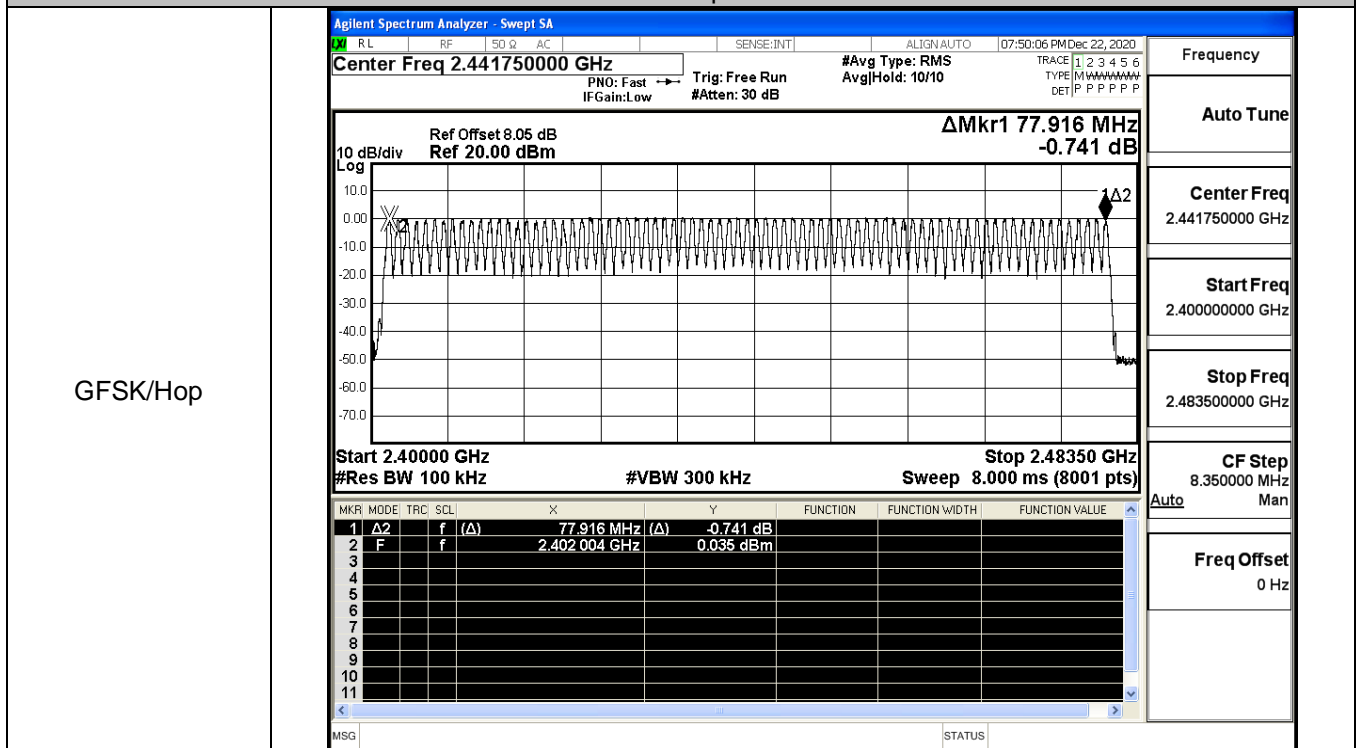 GFSK/Hop
Agilent Spectrum Analyzer - Swept SA
LXI RL RF 50 Ω AC SENSE:INT ALIGN AUTO 07:50:06 PM Dec 22, 2020
Center Freq 2.441750000 GHz
PNO: Fast
IFGain:Low
Trig: Free Run
#Atten: 30 dB
#Avg Type: RMS
Avg|Hold: 10/10
TRACE 1 2 3 4 5 6
TYPE M W W W W W
DET P P P P P P
ΔMkr1 77.916 MHz
-0.741 dB
Ref Offset 8.05 dB
10 dB/div Ref 20.00 dBm
Log
10.0
0.00
-10.0
-20.0
-30.0
-40.0
-50.0
-60.0
-70.0
1Δ2
2
Start 2.40000 GHz Stop 2.48350 GHz
#Res BW 100 kHz #VBW 300 kHz Sweep 8.000 ms (8001 pts)
MKR MODE TRC SCL X Y FUNCTION FUNCTION WIDTH FUNCTION VALUE
1 Δ2 f (Δ) 77.916 MHz (Δ) -0.741 dB
2 F f 2.402 004 GHz 0.035 dBm
3
4
5
6
7
8
9
10
11
MSG STATUS
Frequency
Auto Tune
Center Freq
2.441750000 GHz
Start Freq
2.400000000 GHz
Stop Freq
2.483500000 GHz
CF Step
8.350000 MHz
Auto Man
Freq Offset
0 Hz